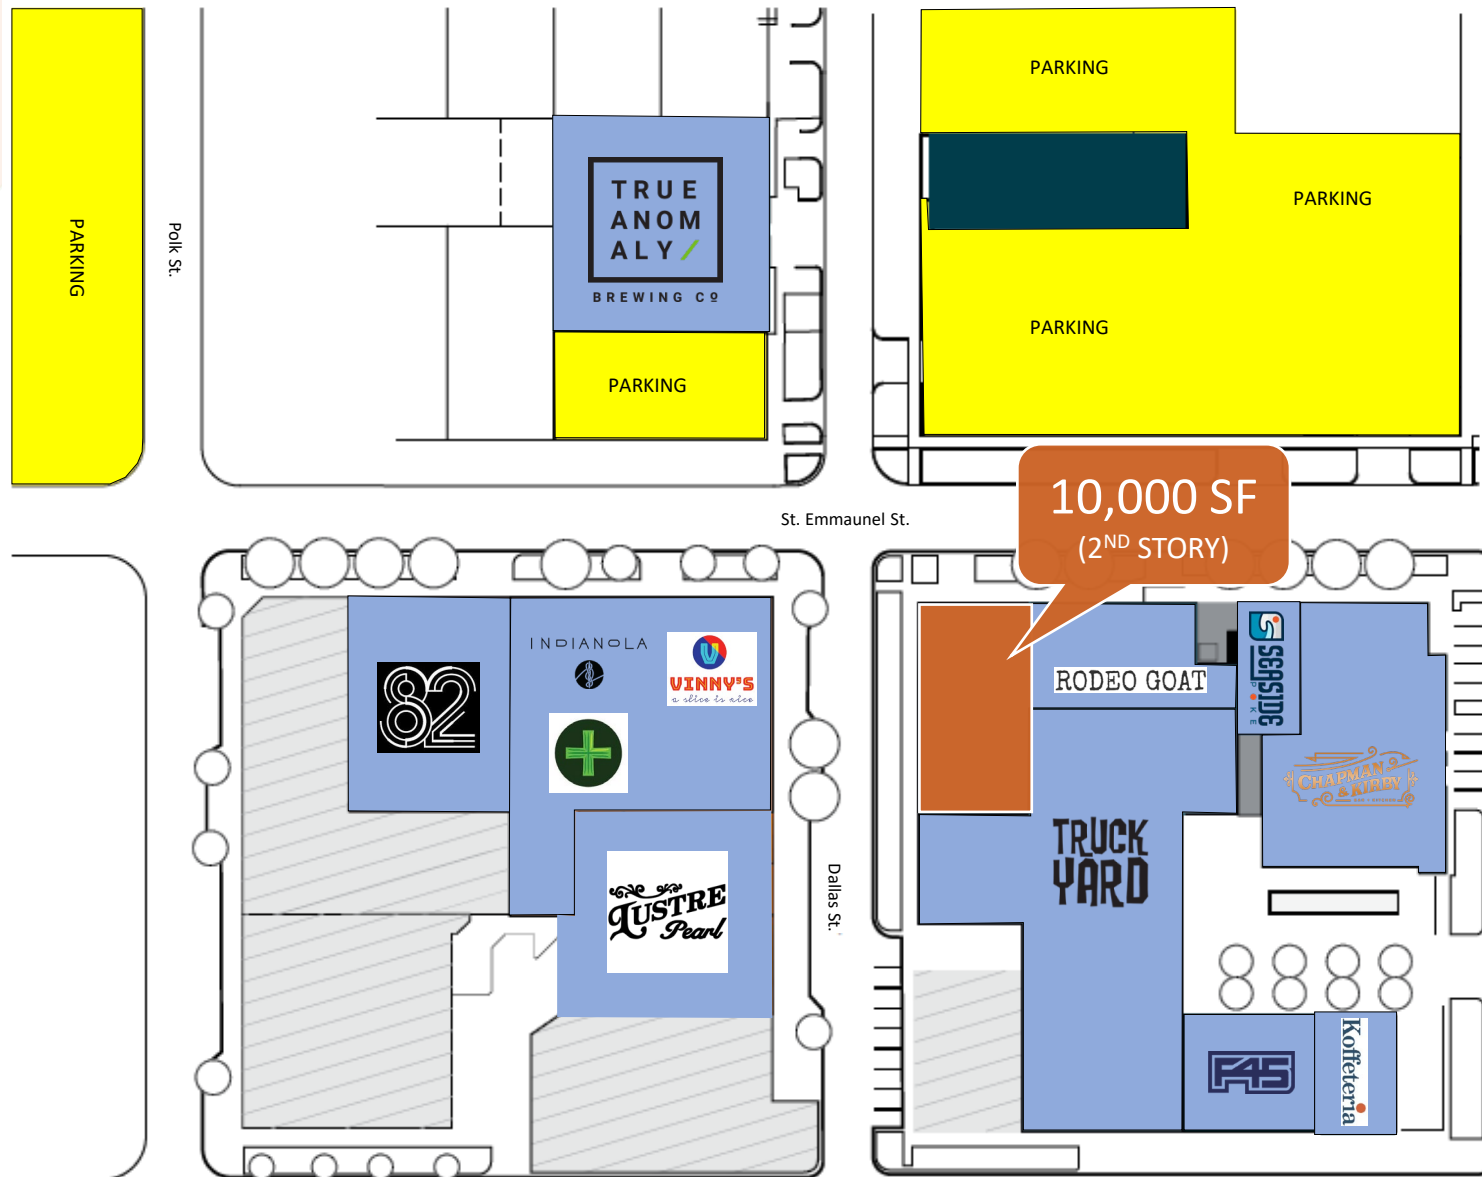 PARKING
PARKING
PARKING
PARKING
PARKING
Polk St.
TRUE
ANOM
ALY/
BREWING Cº
St. Emmaunel St.
10,000 SF
(2ND STORY)
82
INDIANOLA
VINNY'S
a slice is nice
LUSTRE
Pearl
Dallas St.
RODEO GOAT
SEASIDE
POKE
CHAPMAN
& KIRBY
TRUCK
YARD
F45
Koffeteria